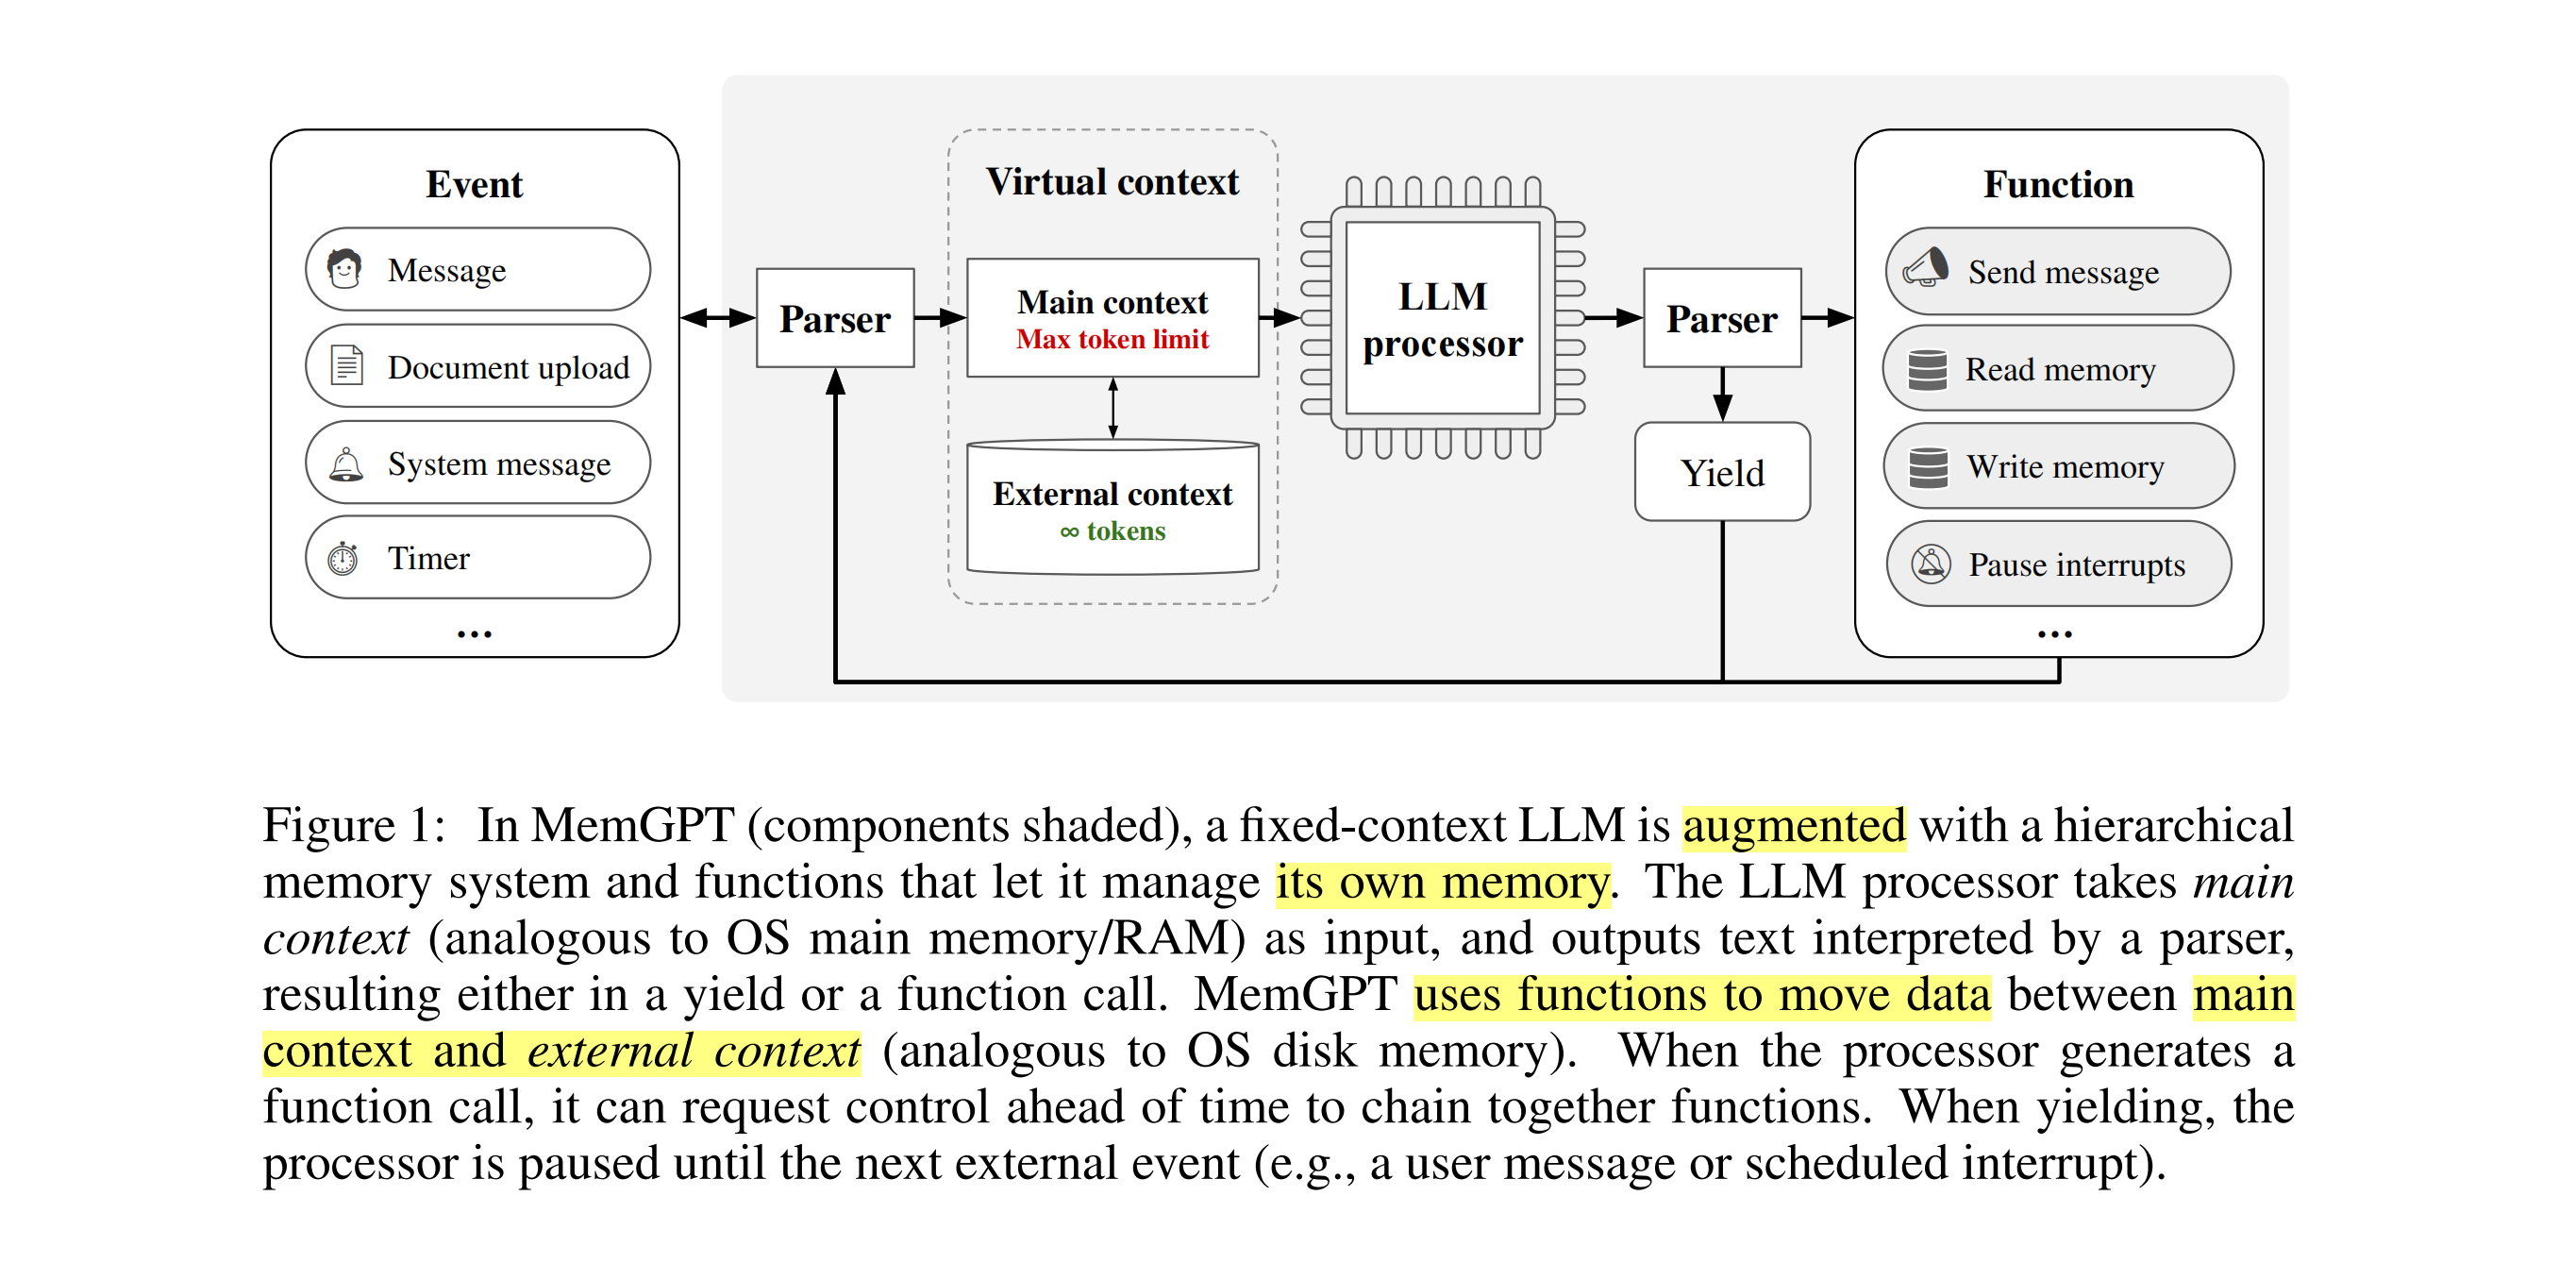 Event
Message
Document upload
System message
Timer
...
Parser
Virtual context
Main context
Max token limit
External context
∞ tokens
LLM
processor
Parser
Yield
Function
Send message
Read memory
Write memory
Pause interrupts
...
Figure 1: In MemGPT (components shaded), a fixed-context LLM is augmented with a hierarchical
memory system and functions that let it manage its own memory. The LLM processor takes main
context (analogous to OS main memory/RAM) as input, and outputs text interpreted by a parser,
resulting either in a yield or a function call. MemGPT uses functions to move data between main
context and external context (analogous to OS disk memory). When the processor generates a
function call, it can request control ahead of time to chain together functions. When yielding, the
processor is paused until the next external event (e.g., a user message or scheduled interrupt).